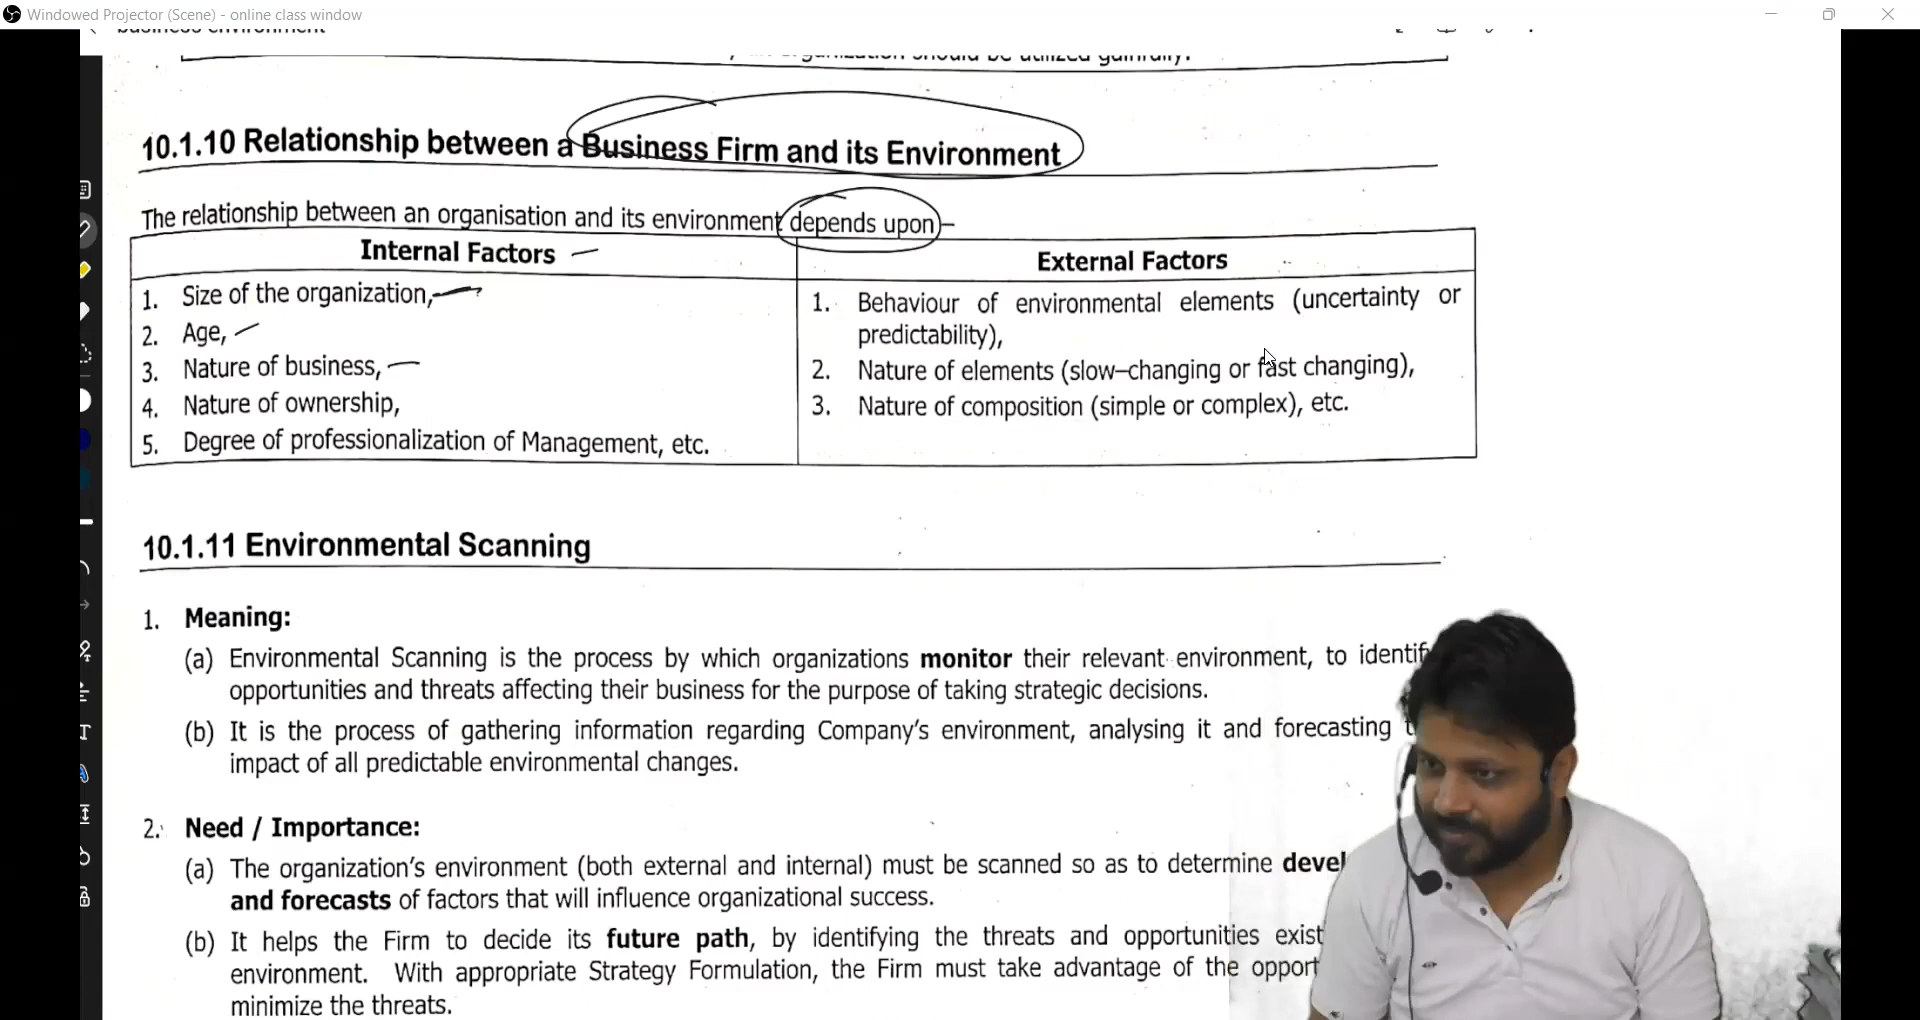 Windowed Projector (Scene) - online class window
business environment
organization should be utilized gainfully.
10.1.10 Relationship between a Business Firm and its Environment
The relationship between an organisation and its environment depends upon–
Internal Factors
External Factors
1. Size of the organization,
2. Age,
3. Nature of business,
4. Nature of ownership,
5. Degree of professionalization of Management, etc.
1. Behaviour of environmental elements (uncertainty or
predictability),
2. Nature of elements (slow–changing or fast changing),
3. Nature of composition (simple or complex), etc.
10.1.11 Environmental Scanning
1. Meaning:
(a) Environmental Scanning is the process by which organizations monitor their relevant environment, to identif
opportunities and threats affecting their business for the purpose of taking strategic decisions.
(b) It is the process of gathering information regarding Company's environment, analysing it and forecasting
impact of all predictable environmental changes.
2. Need / Importance:
(a) The organization's environment (both external and internal) must be scanned so as to determine devel
and forecasts of factors that will influence organizational success.
(b) It helps the Firm to decide its future path, by identifying the threats and opportunities exist
environment. With appropriate Strategy Formulation, the Firm must take advantage of the opport
minimize the threats.